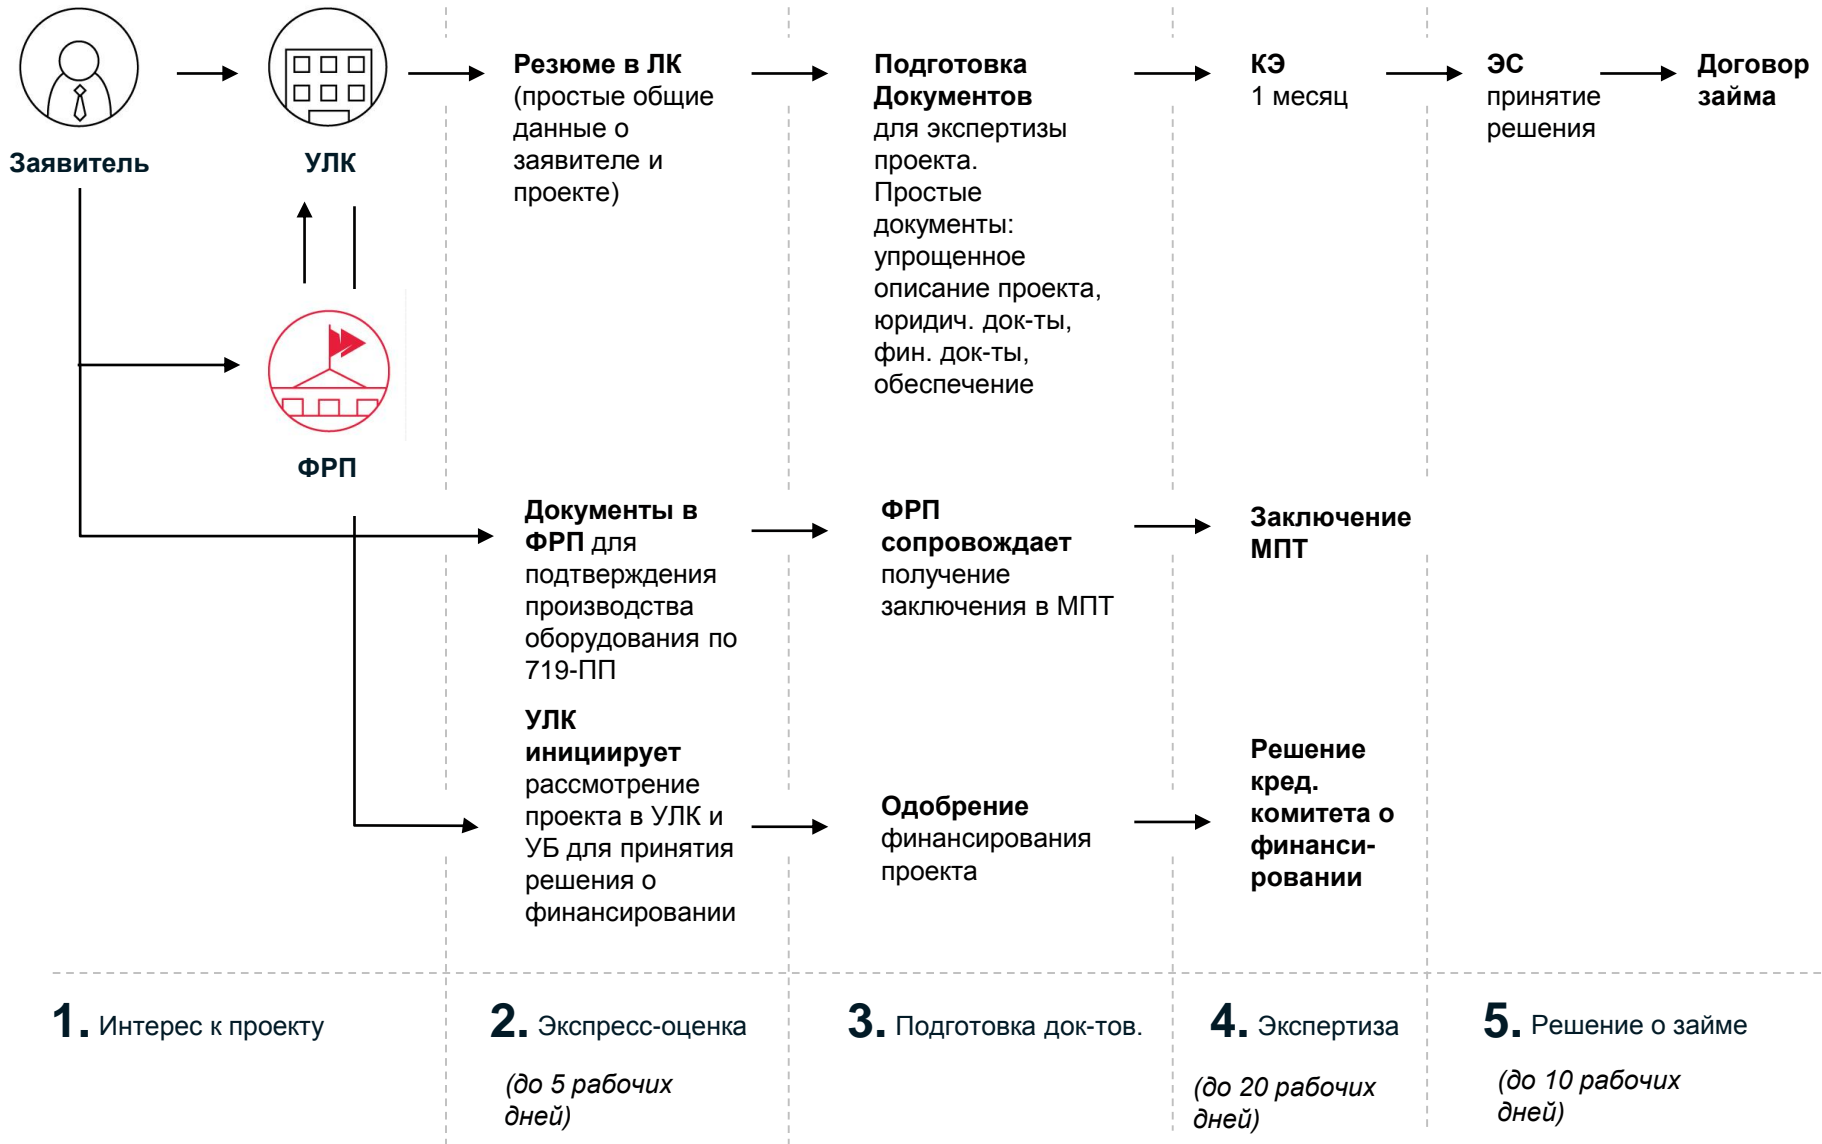 Заявитель
УЛК
ФРП
Резюме в ЛК
(простые общие
данные о
заявителе и
проекте)
Подготовка
Документов
для экспертизы
проекта.
Простые
документы:
упрощенное
описание проекта,
юридич. док-ты,
фин. док-ты,
обеспечение
КЭ
1 месяц
ЭС
принятие
решения
Договор
займа
Документы в
ФРП для
подтверждения
производства
оборудования по
719-ПП
ФРП
сопровождает
получение
заключения в МПТ
Заключение
МПТ
УЛК
инициирует
рассмотрение
проекта в УЛК и
УБ для принятия
решения о
финансировании
Одобрение
финансирования
проекта
Решение
кред.
комитета о
финанси-
ровании
1. Интерес к проекту
2. Экспресс-оценка
(до 5 рабочих
дней)
3. Подготовка док-тов.
4. Экспертиза
(до 20 рабочих
дней)
5. Решение о займе
(до 10 рабочих
дней)